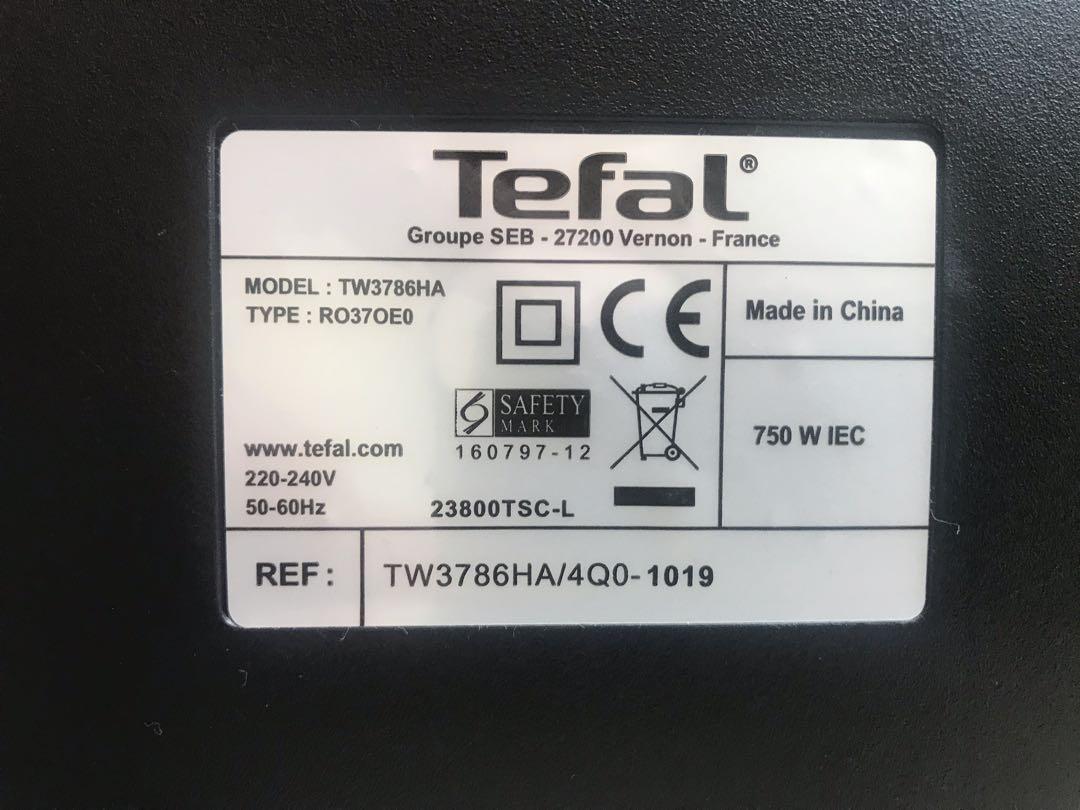 Tefal®
Groupe SEB - 27200 Vernon - France
MODEL : TW3786HA
TYPE : RO37OE0
CE
Made in China
SAFETY
MARK
160797-12
750 W IEC
www.tefal.com
220-240V
50-60Hz
23800TSC-L
REF :
TW3786HA/4Q0-1019